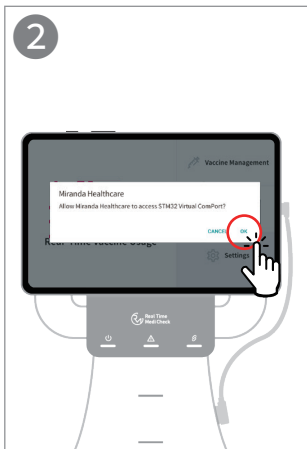 2
Vaccine Management
Miranda Healthcare
Allow Miranda Healthcare to access STM32 Virtual ComPort?
CANCEL
OK
Real-Time Vaccine Usage
Settings
Real Time
Medi Check